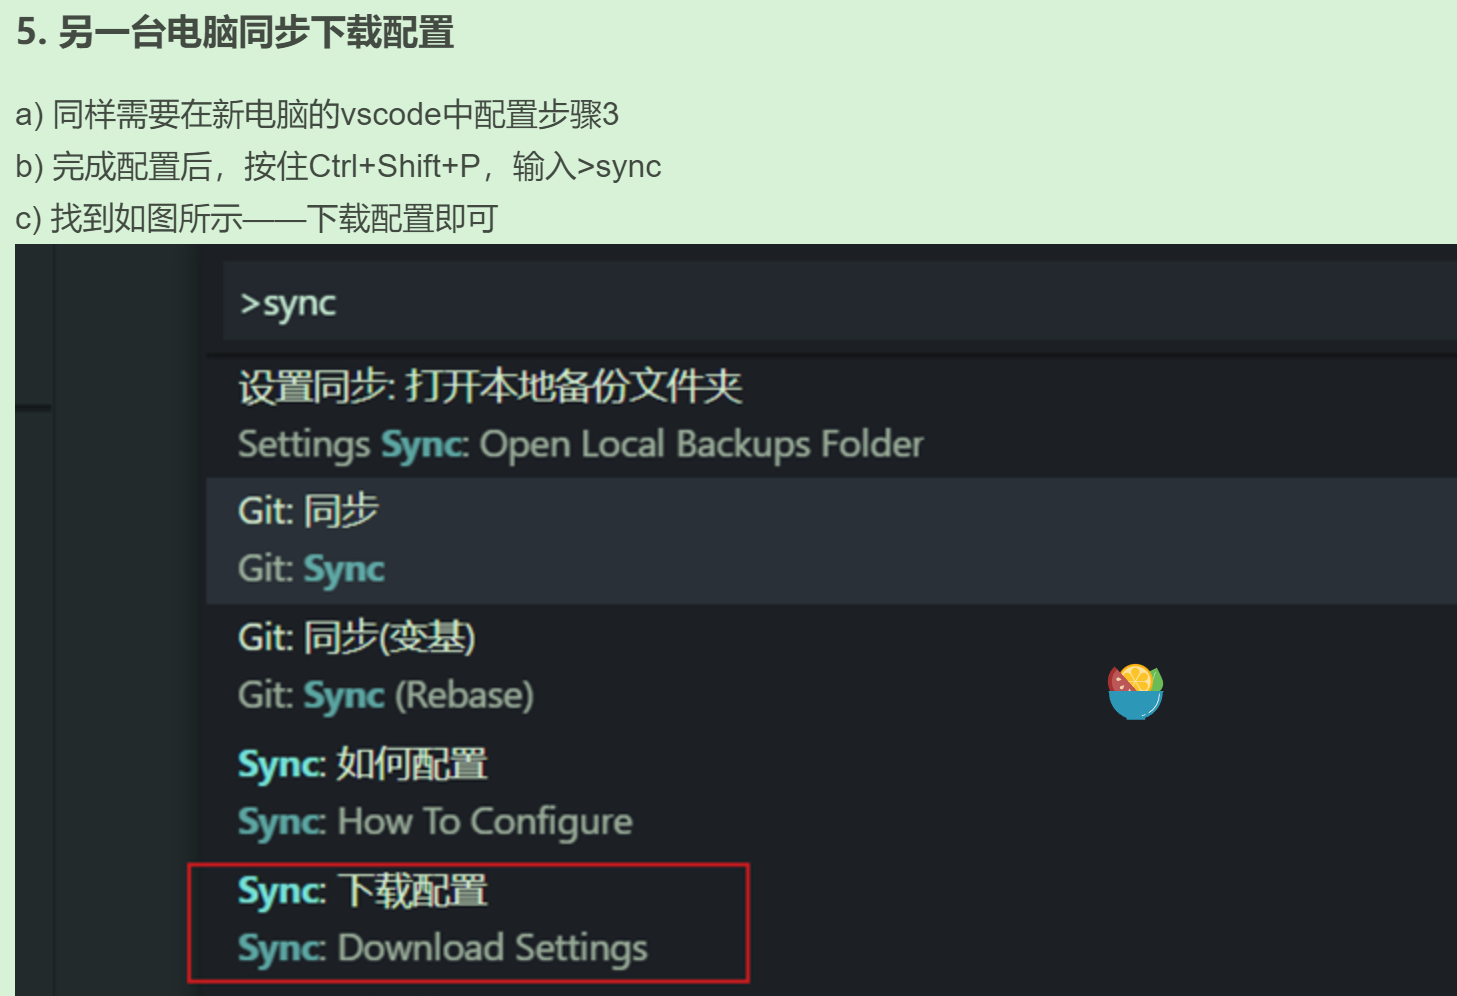 5. 另一台电脑同步下载配置
a) 同样需要在新电脑的vscode中配置步骤3
b) 完成配置后，按住Ctrl+Shift+P，输入>sync
c) 找到如图所示——下载配置即可
>sync
设置同步: 打开本地备份文件夹
Settings Sync: Open Local Backups Folder
Git: 同步
Git: Sync
Git: 同步(变基)
Git: Sync (Rebase)
Sync: 如何配置
Sync: How To Configure
Sync: 下载配置
Sync: Download Settings